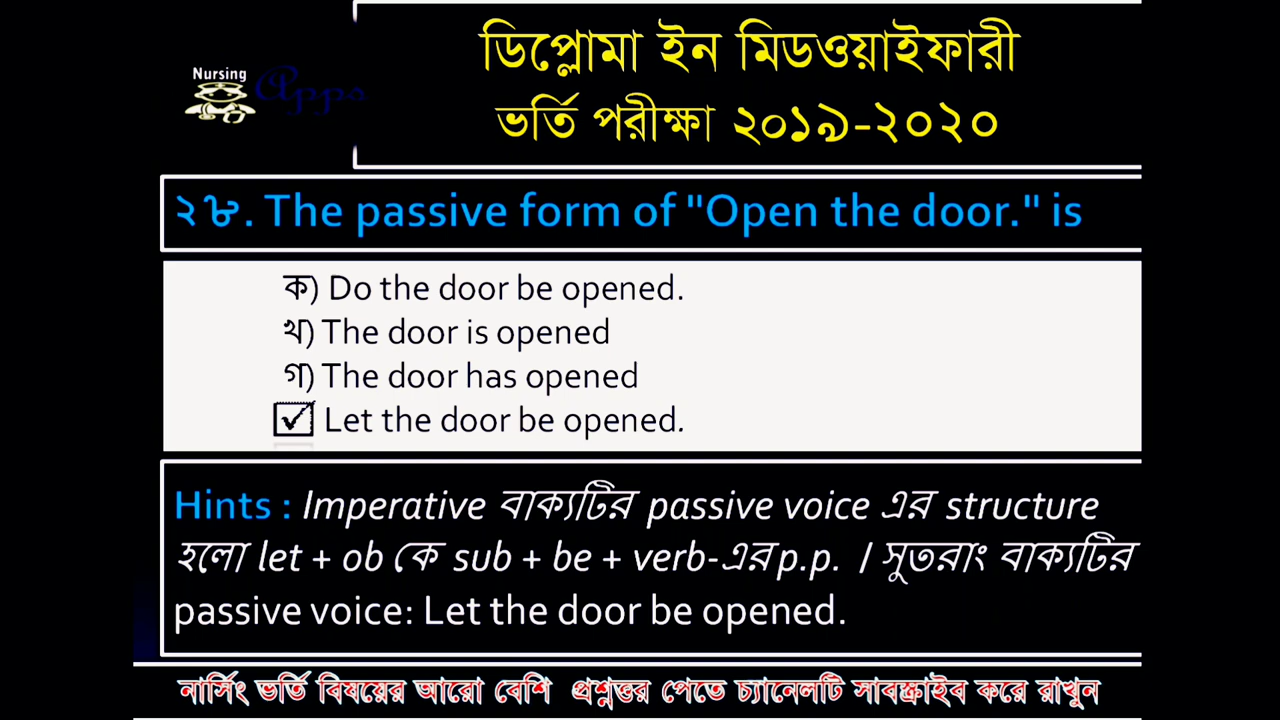 ডিপ্লোমা ইন মিডওয়াইফারী
Nursing
Apps
ভর্তি পরীক্ষা ২০১৯-২০২০
২৮. The passive form of "Open the door." is
ক) Do the door be opened.
খ) The door is opened
গ) The door has opened
☑ Let the door be opened.
Hints : Imperative বাক্যটির passive voice এর structure
হলো let + ob কে sub + be + verb-এর p.p. । সুতরাং বাক্যটির
passive voice: Let the door be opened.
নার্সিং ভর্তি বিষয়ের আরো বেশি প্রশ্নত্তর পেতে চ্যানেলটি সাবস্ক্রাইব করে রাখুন